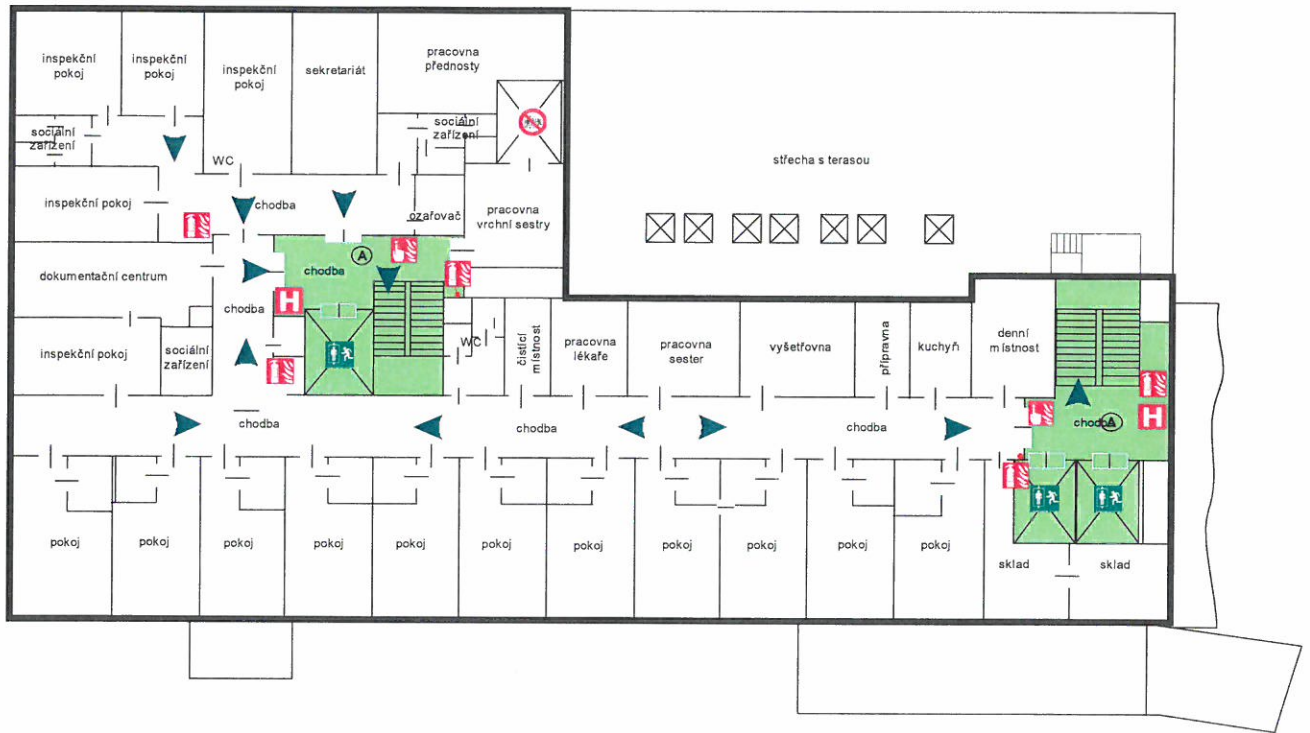 inspekční
pokoj
inspekční
pokoj
inspekční
pokoj
sekretariát
pracovna
přednosty
sociální
zařízení
sociální
zařízení
WC
střecha s terasou
inspekční pokoj
chodba
ozařovač
pracovna
vrchní sestry
A
dokumentační centrum
chodba
H
chodba
inspekční pokoj
sociální
zařízení
WC
čistící
místnost
pracovna
lékaře
pracovna
sester
vyšetřovna
přípravna
kuchyň
denní
místnost
chodba
A
H
chodba
chodba
chodba
pokoj
pokoj
pokoj
pokoj
pokoj
pokoj
pokoj
pokoj
pokoj
pokoj
pokoj
sklad
sklad